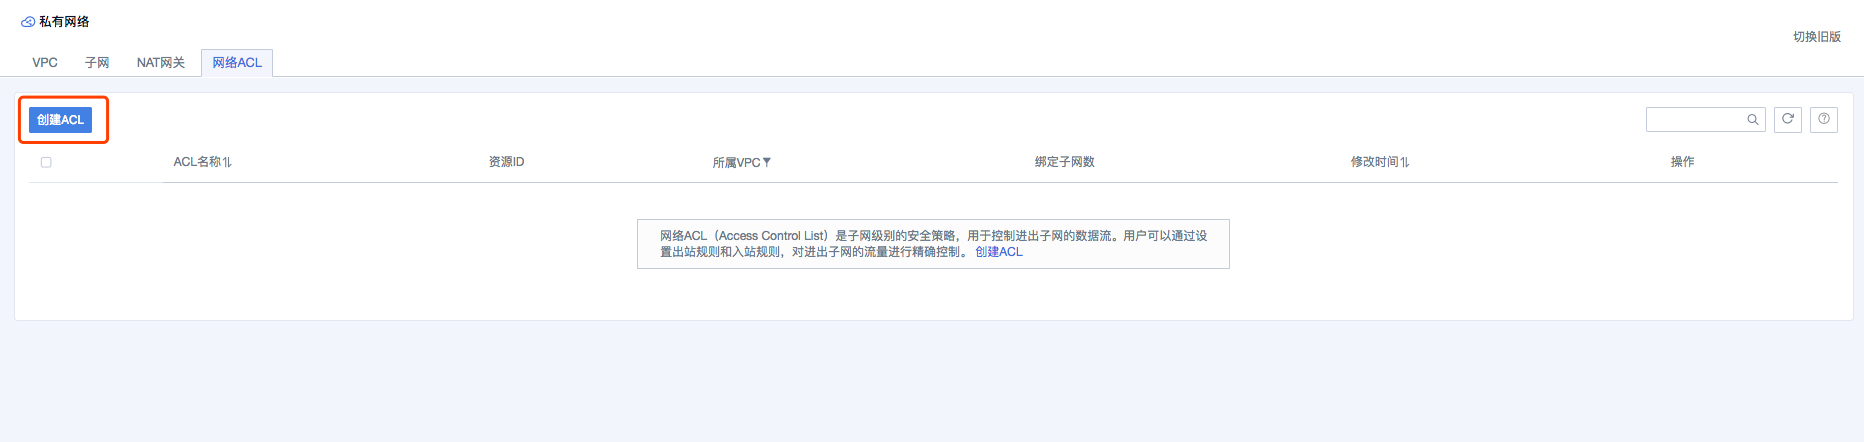 私有网络
切换旧版
VPC 子网 NAT网关 网络ACL
创建ACL
ACL名称 资源ID 所属VPC 绑定子网数 修改时间 操作
网络ACL（Access Control List）是子网级别的安全策略，用于控制进出子网的数据流。用户可以通过设
置出站规则和入站规则，对进出子网的流量进行精确控制。 创建ACL